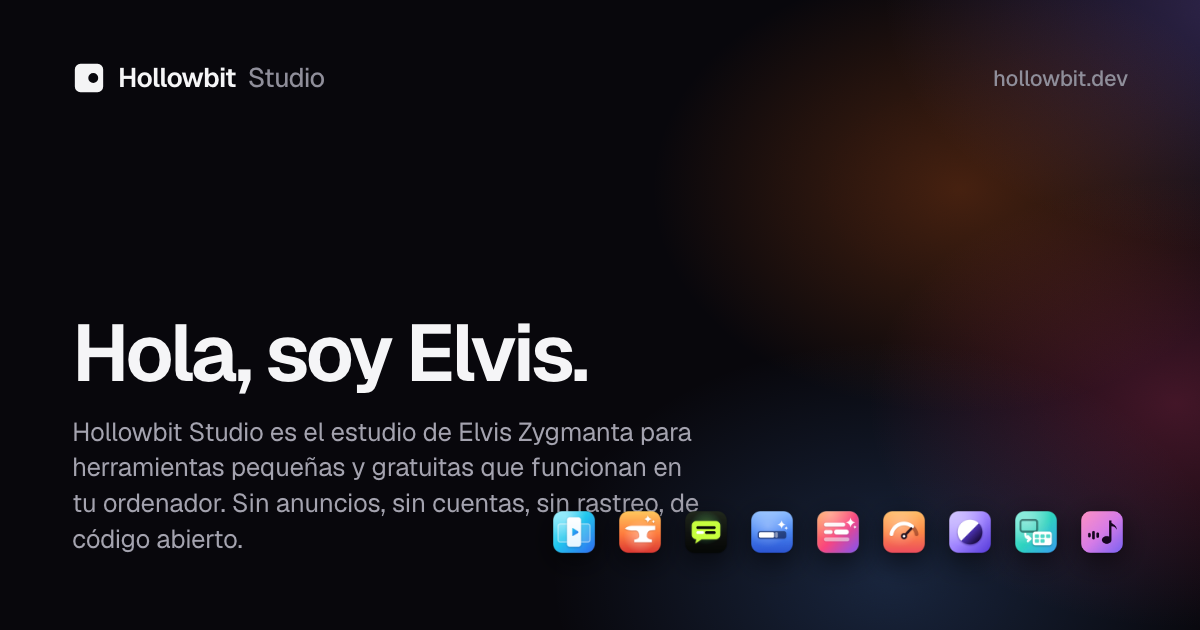 Hollowbit Studio
hollowbit.dev
Hola, soy Elvis.
Hollowbit Studio es el estudio de Elvis Zygmanta para
herramientas pequeñas y gratuitas que funcionan en
tu ordenador. Sin anuncios, sin cuentas, sin rastreo, de
código abierto.